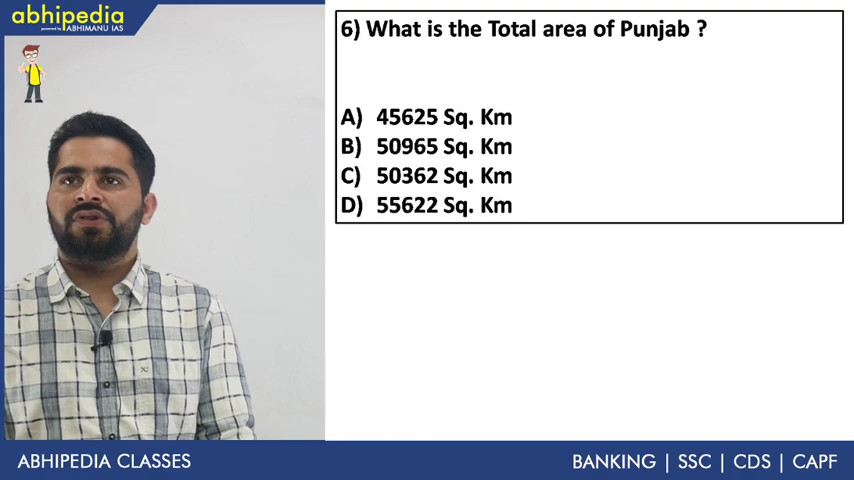 abhipedia
powered by ABHIMANU IAS
6) What is the Total area of Punjab ?
A) 45625 Sq. Km
B) 50965 Sq. Km
C) 50362 Sq. Km
D) 55622 Sq. Km
ABHIPEDIA CLASSES
BANKING | SSC | CDS | CAPF